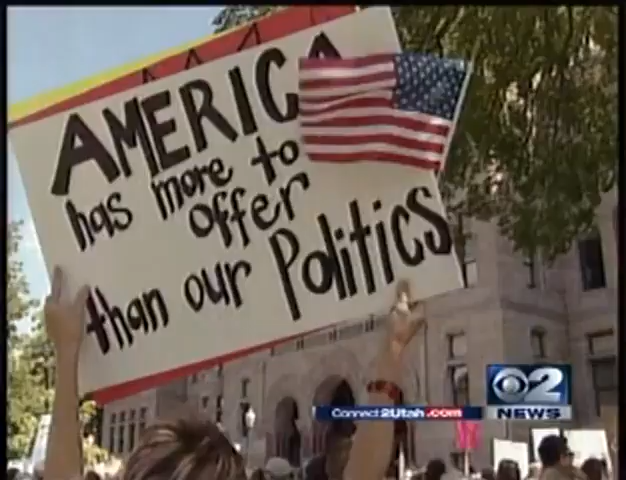 AMERICA
has more to
offer
than our Politics
2
NEWS
Connect2Utah.com